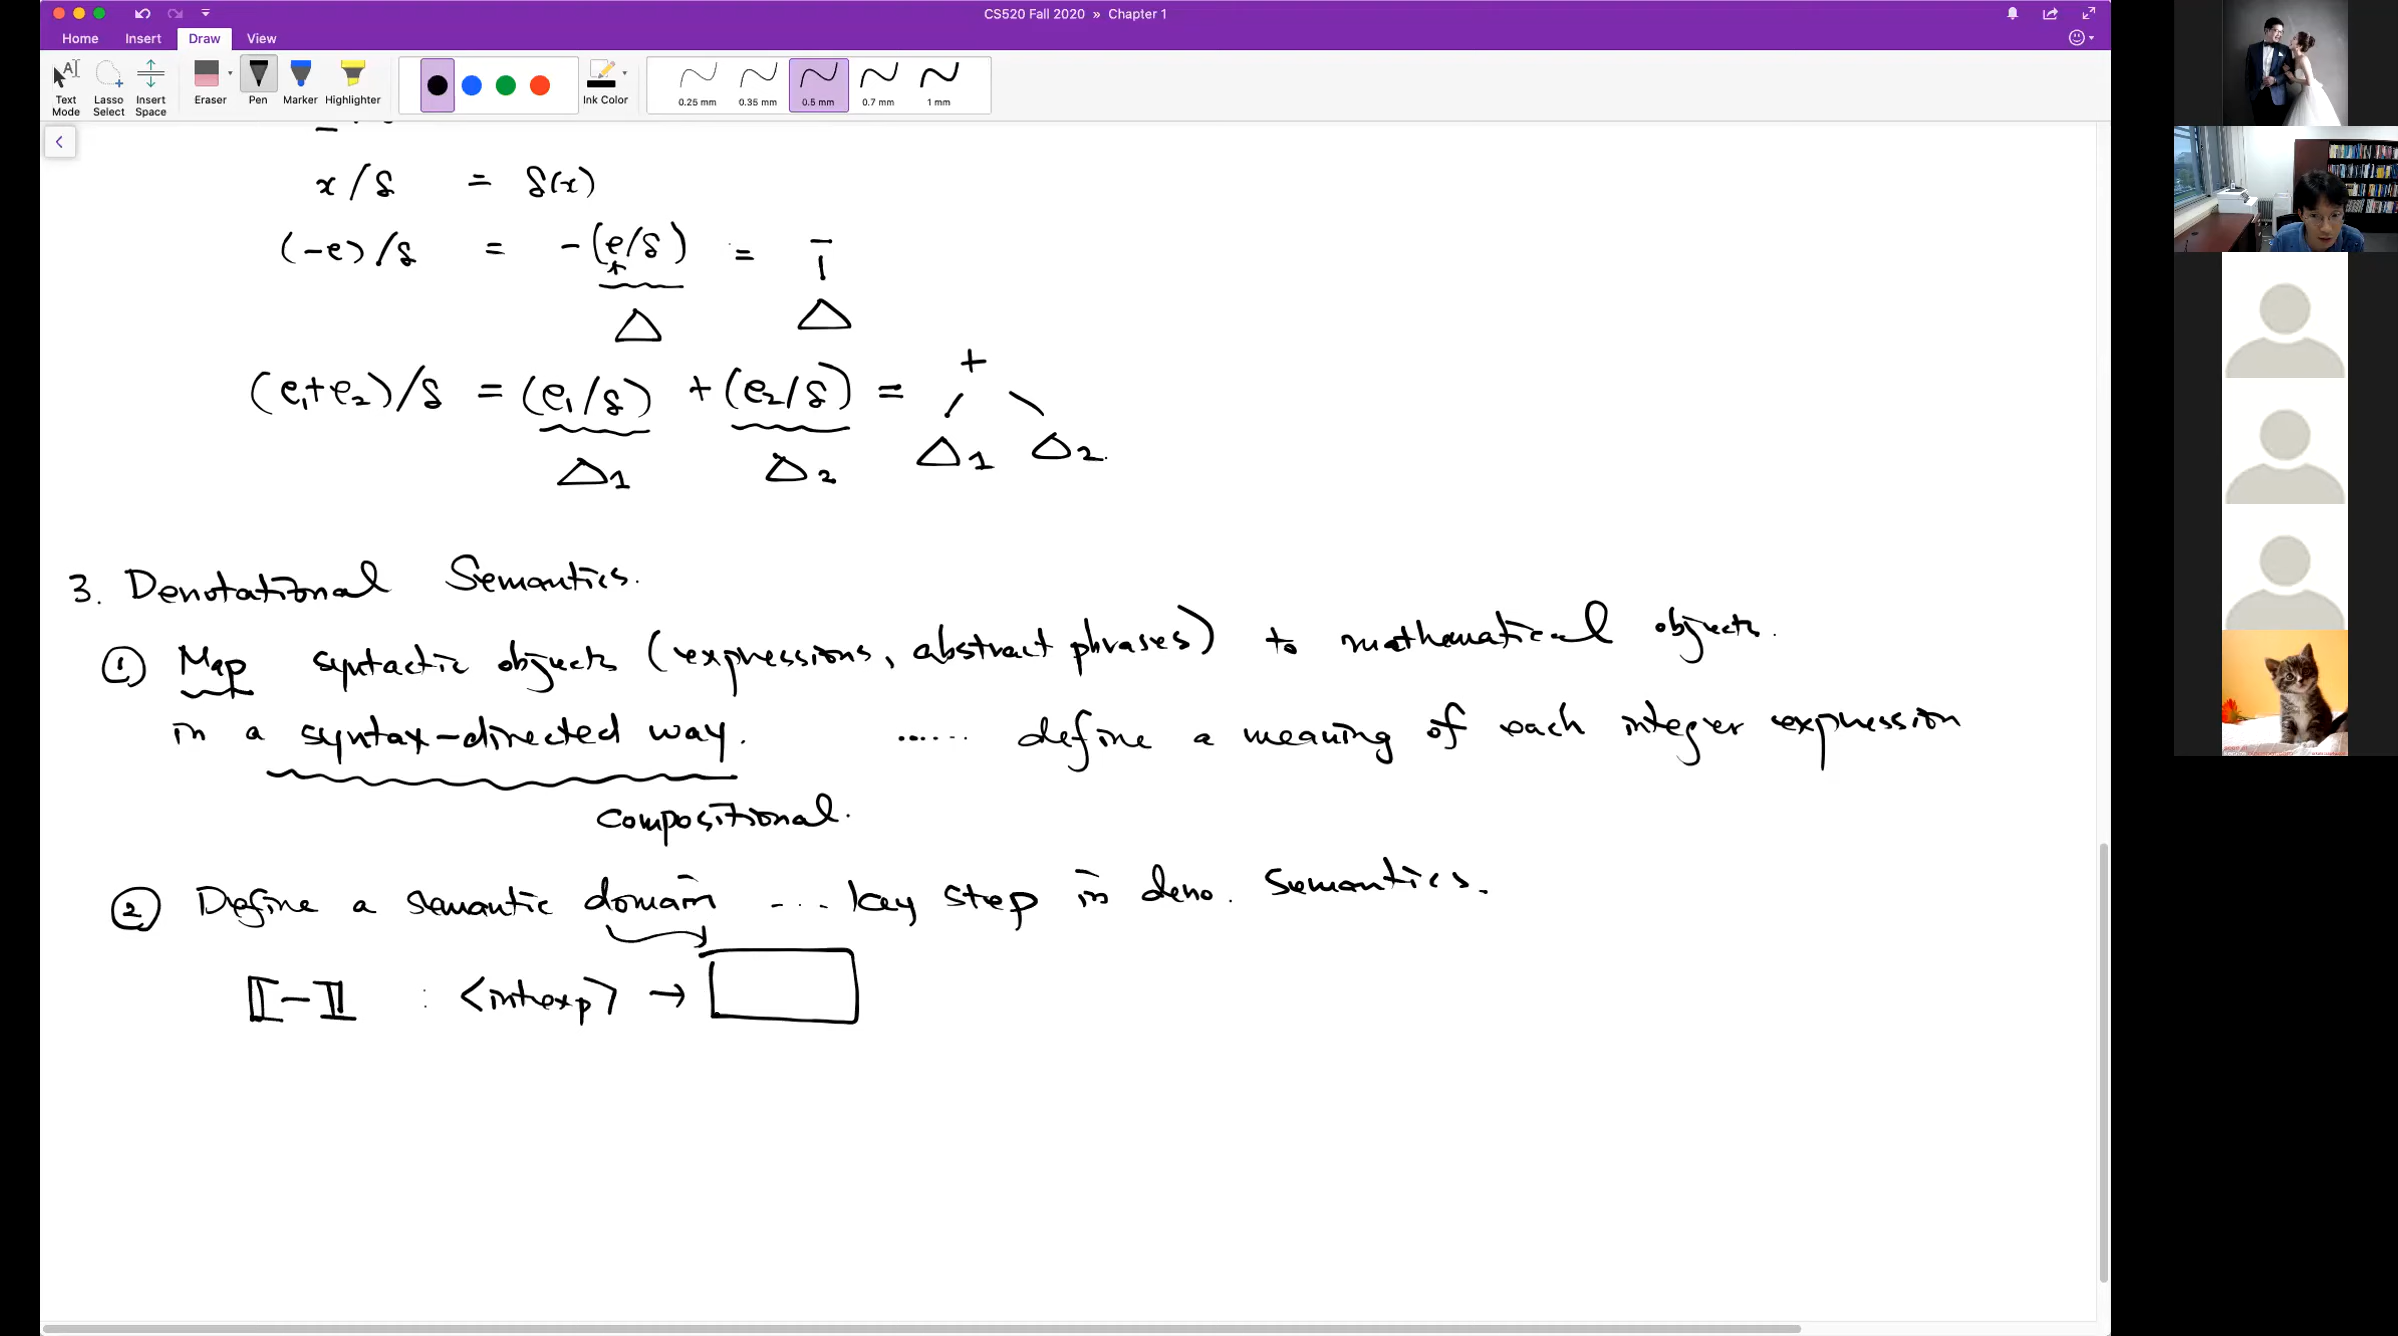 CS520 Fall 2020 » Chapter 1
Home Insert Draw View
Text Mode
Lasso Select
Insert Space
Eraser
Pen
Marker
Highlighter
Ink Color
0.25 mm
0.35 mm
0.5 mm
0.7 mm
1 mm
x/δ = δ(x)
(-e)/δ = -(e/δ) = -
Δ Δ
(e₁+e₂)/δ = (e₁/δ) + (e₂/δ) = +
Δ1 Δ2 Δ1 Δ2.
3. Denotational Semantics.
① Map syntactic objects (expressions, abstract phrases) to mathematical objects.
in a syntax-directed way. ...... define a meaning of each integer expression
compositional.
② Define a semantic domain ... key step in deno. semantics.
⟦-⟧ : <intexp> →